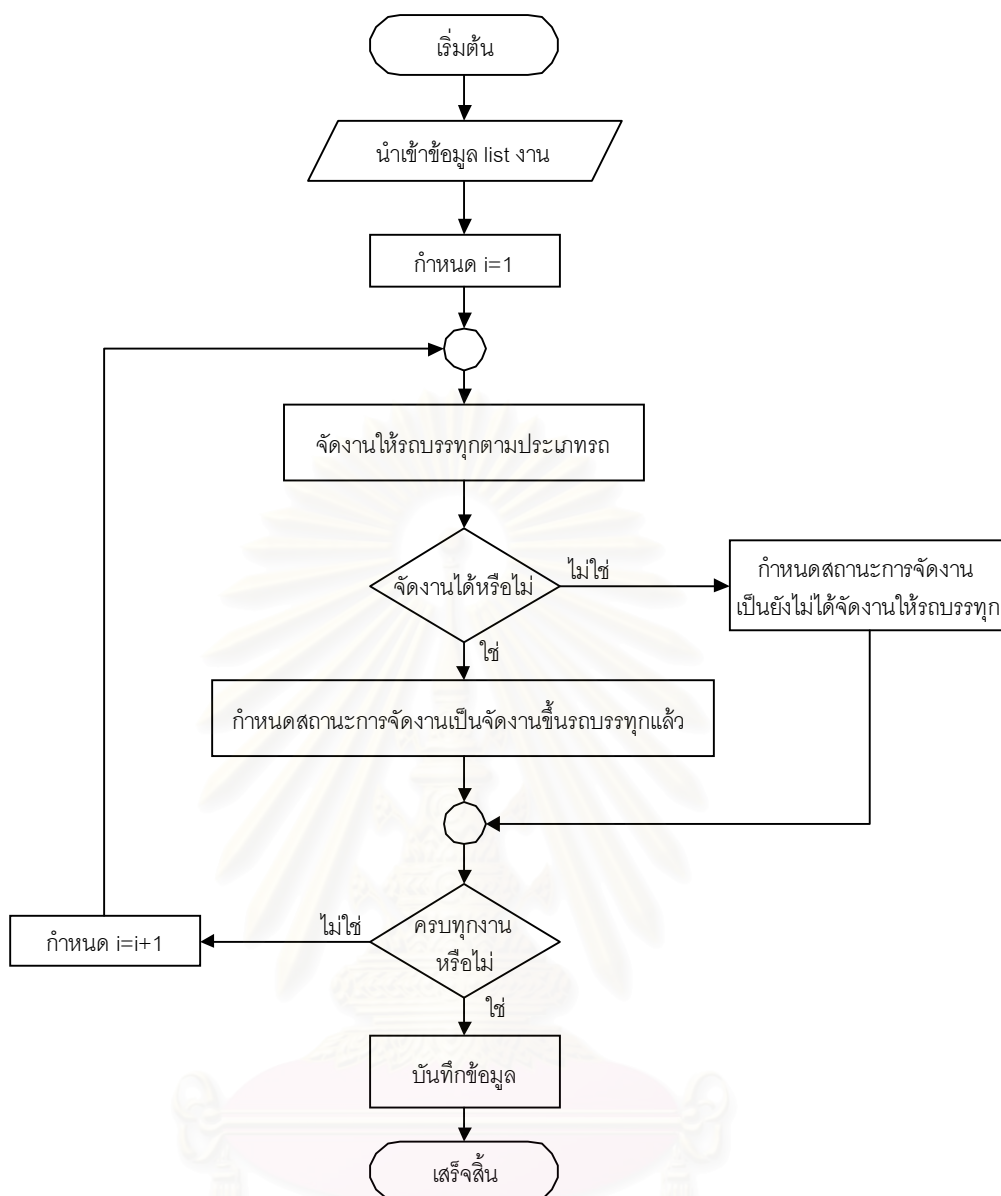 เริ่มต้น
นำเข้าข้อมูล list งาน
กำหนด i=1
จัดงานให้รถบรรทุกตามประเภทรถ
จัดงานได้หรือไม่
ไม่ใช่
กำหนดสถานะการจัดงาน
เป็นยังไม่ได้จัดงานให้รถบรรทุก
ใช่
กำหนดสถานะการจัดงานเป็นจัดงานขึ้นรถบรรทุกแล้ว
ครบทุกงาน
หรือไม่
ไม่ใช่
กำหนด i=i+1
ใช่
บันทึกข้อมูล
เสร็จสิ้น